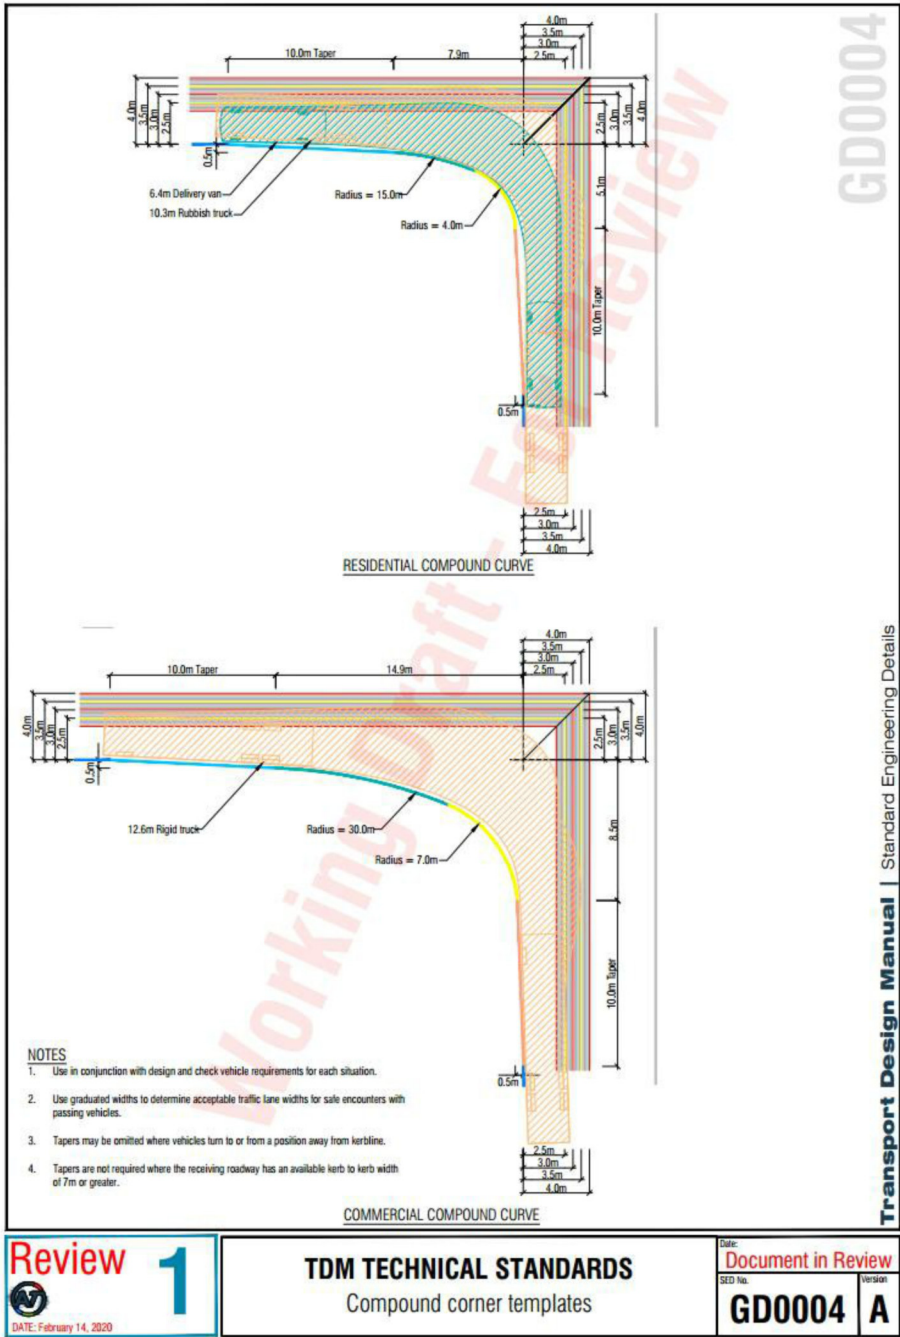 GD0004
4.0m
3.5m
3.0m
2.5m
10.0m Taper
7.9m
4.0m
3.5m
3.0m
2.5m
2.5m
3.0m
3.5m
4.0m
0.5m
6.4m Delivery van
10.3m Rubbish truck
Radius = 15.0m
Radius = 4.0m
5.1m
10.0m Taper
0.5m
2.5m
3.0m
3.5m
4.0m
RESIDENTIAL COMPOUND CURVE
Working Draft - For Review
4.0m
3.5m
3.0m
2.5m
10.0m Taper
14.9m
4.0m
3.5m
3.0m
2.5m
2.5m
3.0m
3.5m
4.0m
0.5m
12.6m Rigid truck
Radius = 30.0m
Radius = 7.0m
8.5m
10.0m Taper
0.5m
2.5m
3.0m
3.5m
4.0m
NOTES
1. Use in conjunction with design and check vehicle requirements for each situation.
2. Use graduated widths to determine acceptable traffic lane widths for safe encounters with
passing vehicles.
3. Tapers may be omitted where vehicles turn to or from a position away from kerbline.
4. Tapers are not required where the receiving roadway has an available kerb to kerb width
of 7m or greater.
COMMERCIAL COMPOUND CURVE
Transport Design Manual | Standard Engineering Details
Review 1
AT
DATE: February 14, 2020
TDM TECHNICAL STANDARDS
Compound corner templates
Date:
Document in Review
SED No.
GD0004
Version
A